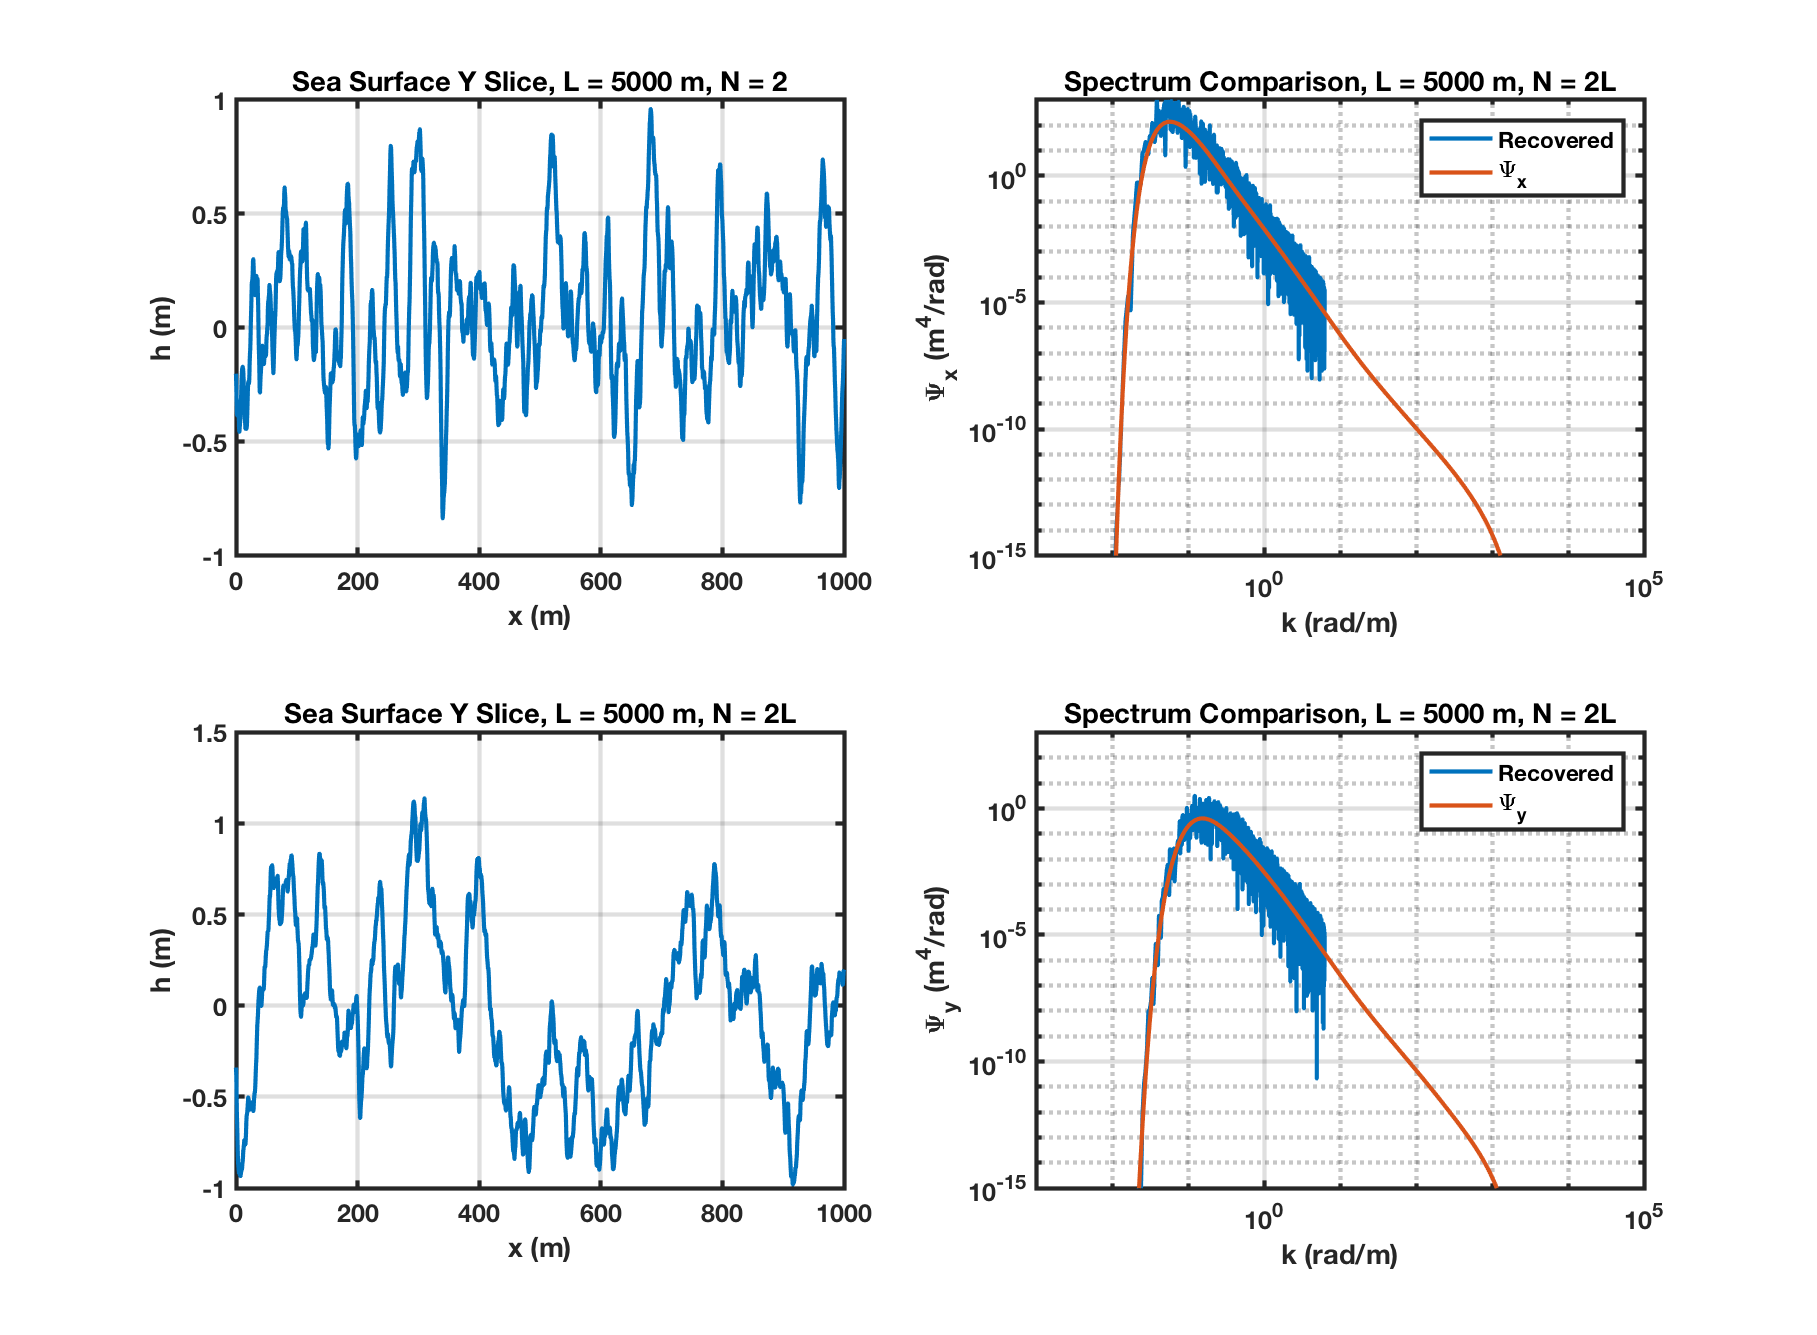 Sea Surface Y Slice, L = 5000 m, N = 2
1
0.5
0
-0.5
-1
h (m)
0 200 400 600 800 1000
x (m)
Spectrum Comparison, L = 5000 m, N = 2L
Recovered
Ψ_x
10^0
10^-5
10^-10
10^-15
Ψ_x (m^4/rad)
10^0 10^5
k (rad/m)
Sea Surface Y Slice, L = 5000 m, N = 2L
1.5
1
0.5
0
-0.5
-1
h (m)
0 200 400 600 800 1000
x (m)
Spectrum Comparison, L = 5000 m, N = 2L
Recovered
Ψ_y
10^0
10^-5
10^-10
10^-15
Ψ_y (m^4/rad)
10^0 10^5
k (rad/m)